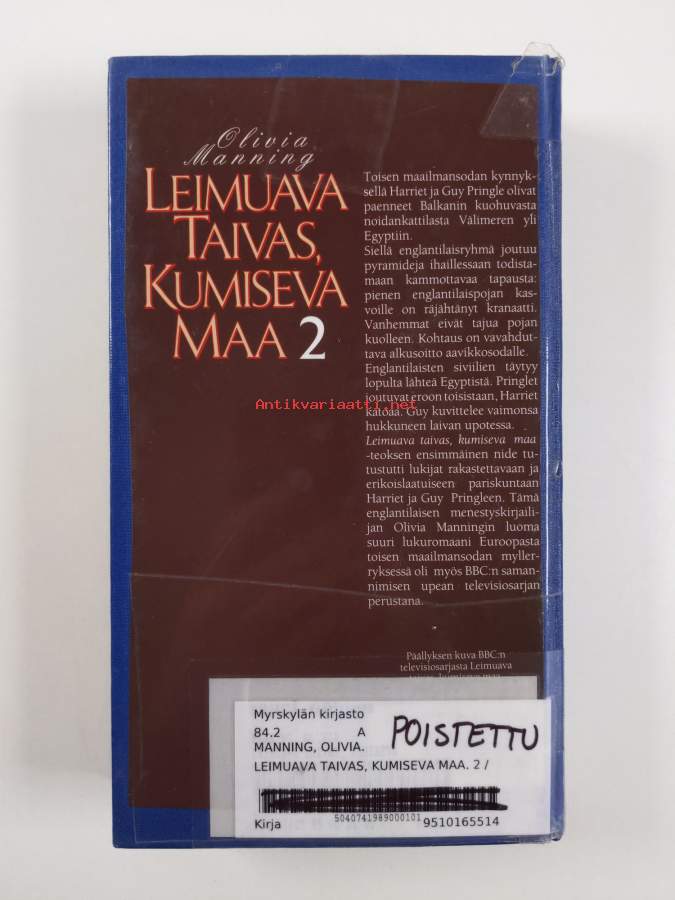 Olivia
Manning
LEIMUAVA
TAIVAS,
KUMISEVA
MAA 2
Toisen maailmansodan kynnyk-
sellä Harriet ja Guy Pringle olivat
paenneet Balkanin kuohuvasta
noidankattilasta Välimeren yli
Egyptiin.
Siellä englantilaisryhmä joutuu
pyramideja ihaillessaan todista-
maan kammottavaa tapausta:
pienen englantilaispojan kas-
voille on räjähtänyt kranaatti.
Vanhemmat eivät tajua pojan
kuolleen. Kohtaus on vavahdut-
tava alkusoitto aavikkosodalle.
Englantilaisten siviilien täytyy
lopulta lähteä Egyptistä. Pringlet
joutuvat eroon toisistaan, Harriet
katoaa. Guy kuvittelee vaimonsa
hukkuneen laivan upotessa.
Leimuava taivas, kumiseva maa
-teoksen ensimmäinen nide tu-
tustutti lukijat rakastettavaan ja
erikoislaatuiseen pariskuntaan
Harriet ja Guy Pringleen. Tämä
englantilaisen menestyskirjaili-
jan Olivia Manningin luoma
suuri lukuromaani Euroopasta
toisen maailmansodan myller-
ryksessä oli myös BBC:n saman-
nimisen upean televisiosarjan
perustana.
Antikvariaatti.net
Päällyksen kuva BBC:n
televisiosarjasta Leimuava
taivas, kumiseva maa
Myrskylän kirjasto
84.2 A
MANNING, OLIVIA.
LEIMUAVA TAIVAS, KUMISEVA MAA. 2 /
POISTETTU
5040741989000101
Kirja 9510165514